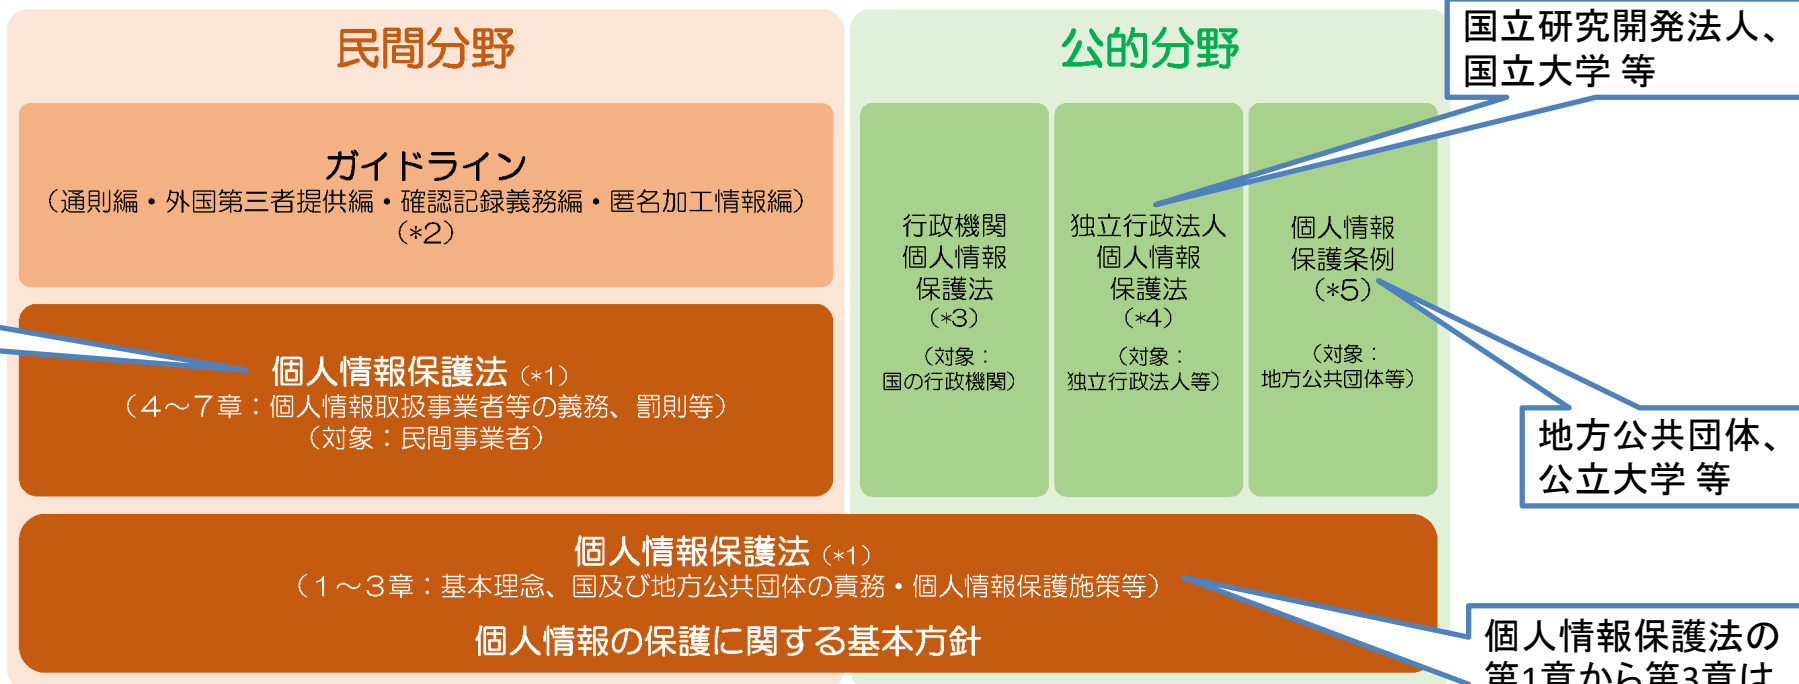 民間分野
ガイドライン
（通則編・外国第三者提供編・確認記録義務編・匿名加工情報編）
（*2）
個人情報保護法（*1）
（４～７章：個人情報取扱事業者等の義務、罰則等）
（対象：民間事業者）
公的分野
行政機関
個人情報
保護法
（*3）
（対象：
国の行政機関）
独立行政法人
個人情報
保護法
（*4）
（対象：
独立行政法人等）
個人情報
保護条例
（*5）
（対象：
地方公共団体等）
国立研究開発法人、
国立大学 等
地方公共団体、
公立大学 等
個人情報保護法（*1）
（１～３章：基本理念、国及び地方公共団体の責務・個人情報保護施策等）
個人情報の保護に関する基本方針
個人情報保護法の
第1章から第3章は